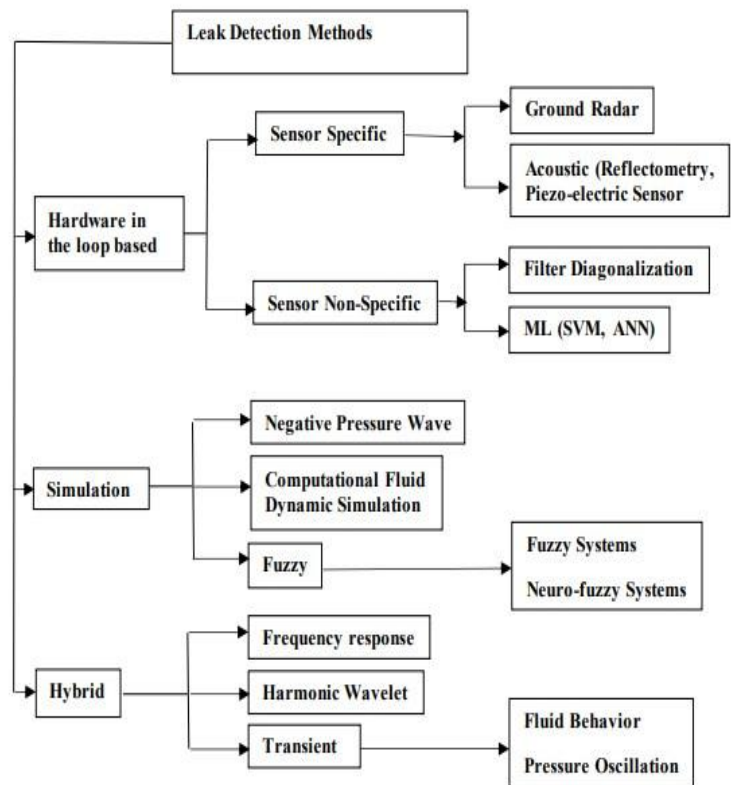 Leak Detection Methods
Sensor Specific
Ground Radar
Acoustic (Reflectometry,
Piezo-electric Sensor
Hardware in
the loop based
Sensor Non-Specific
Filter Diagonalization
ML (SVM, ANN)
Simulation
Negative Pressure Wave
Computational Fluid
Dynamic Simulation
Fuzzy
Fuzzy Systems
Neuro-fuzzy Systems
Hybrid
Frequency response
Harmonic Wavelet
Transient
Fluid Behavior
Pressure Oscillation